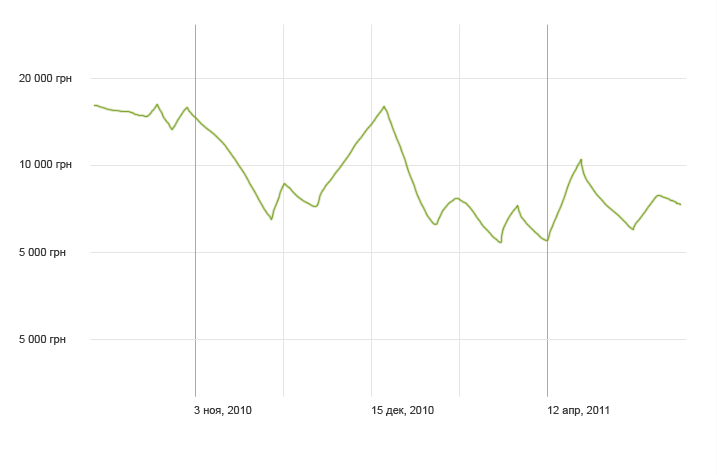 20 000 грн
10 000 грн
5 000 грн
5 000 грн
3 ноя, 2010
15 дек, 2010
12 апр, 2011